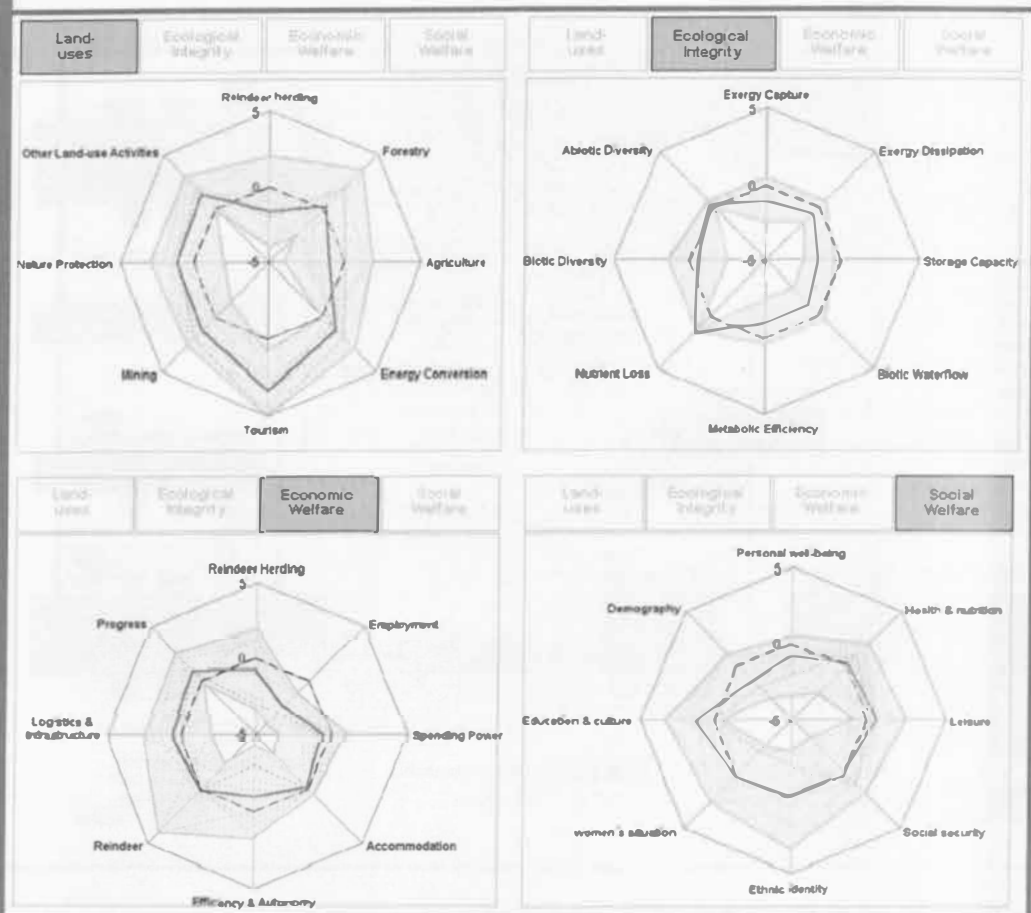 Land-
uses
Ecological
Integrity
Economic
Welfare
Social
Welfare
Reindeer herding
5
Other Land-use Activities
Forestry
0
Nature Protection
-5
Agriculture
Mining
Energy Conversion
Tourism
Land-
uses
Ecological
Integrity
Economic
Welfare
Social
Welfare
Exergy Capture
5
Abiotic Diversity
Exergy Dissipation
0
Biotic Diversity
-5
Storage Capacity
Nutrient Loss
Biotic Waterflow
Metabolic Efficiency
Land-
uses
Ecological
Integrity
Economic
Welfare
Social
Welfare
Reindeer Herding
5
Progress
Employment
0
Logistics &
Infrastructure
Spending Power
Reindeer
Accommodation
Efficiency & Autonomy
Land-
uses
Ecological
Integrity
Economic
Welfare
Social
Welfare
Personal well-being
5
Demography
Health & nutrition
0
Education & culture
-5
Leisure
women's situation
Social security
Ethnic identity